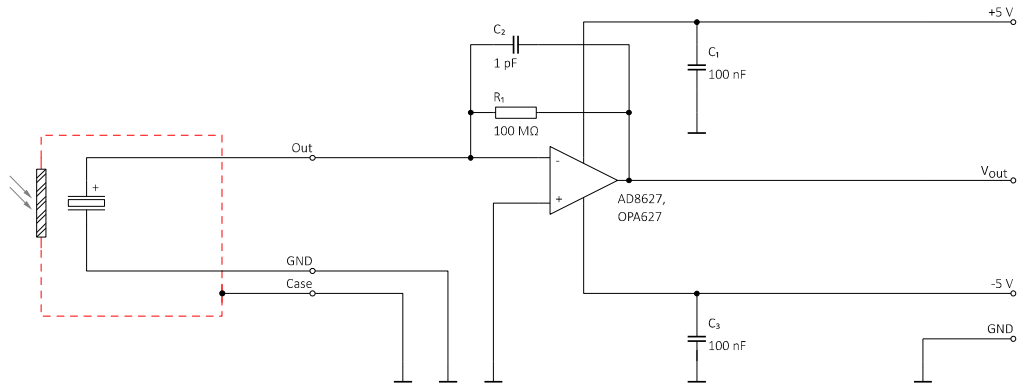 +5 V
C₂
C₁
1 pF
100 nF
R₁
100 MΩ
Out
-
Vout
+
+
AD8627,
OPA627
GND
Case
-5 V
C₃
GND
100 nF